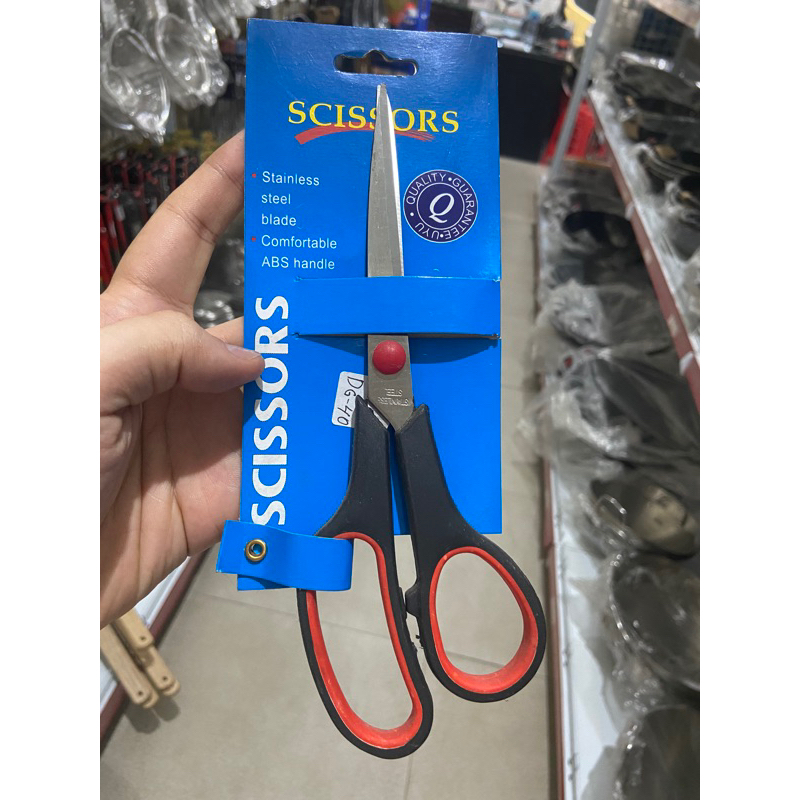 SCISSORS
Stainless
steel
blade
Comfortable
ABS handle
QUALITY•GUARANTEE•UYU•
Q
SCISSORS
DG-40
STAINLESS
STEEL